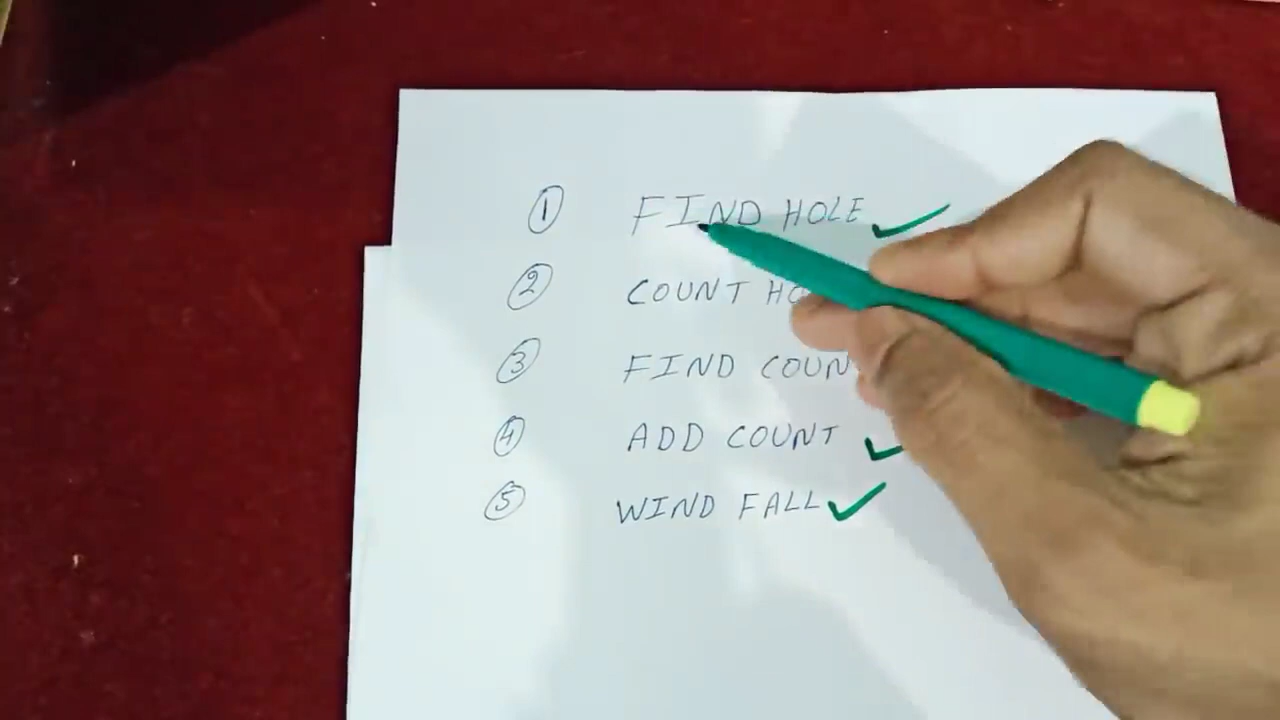 1 FIND HOLE
2 COUNT
3 FIND
4 ADD COUNT
5 WIND FALL